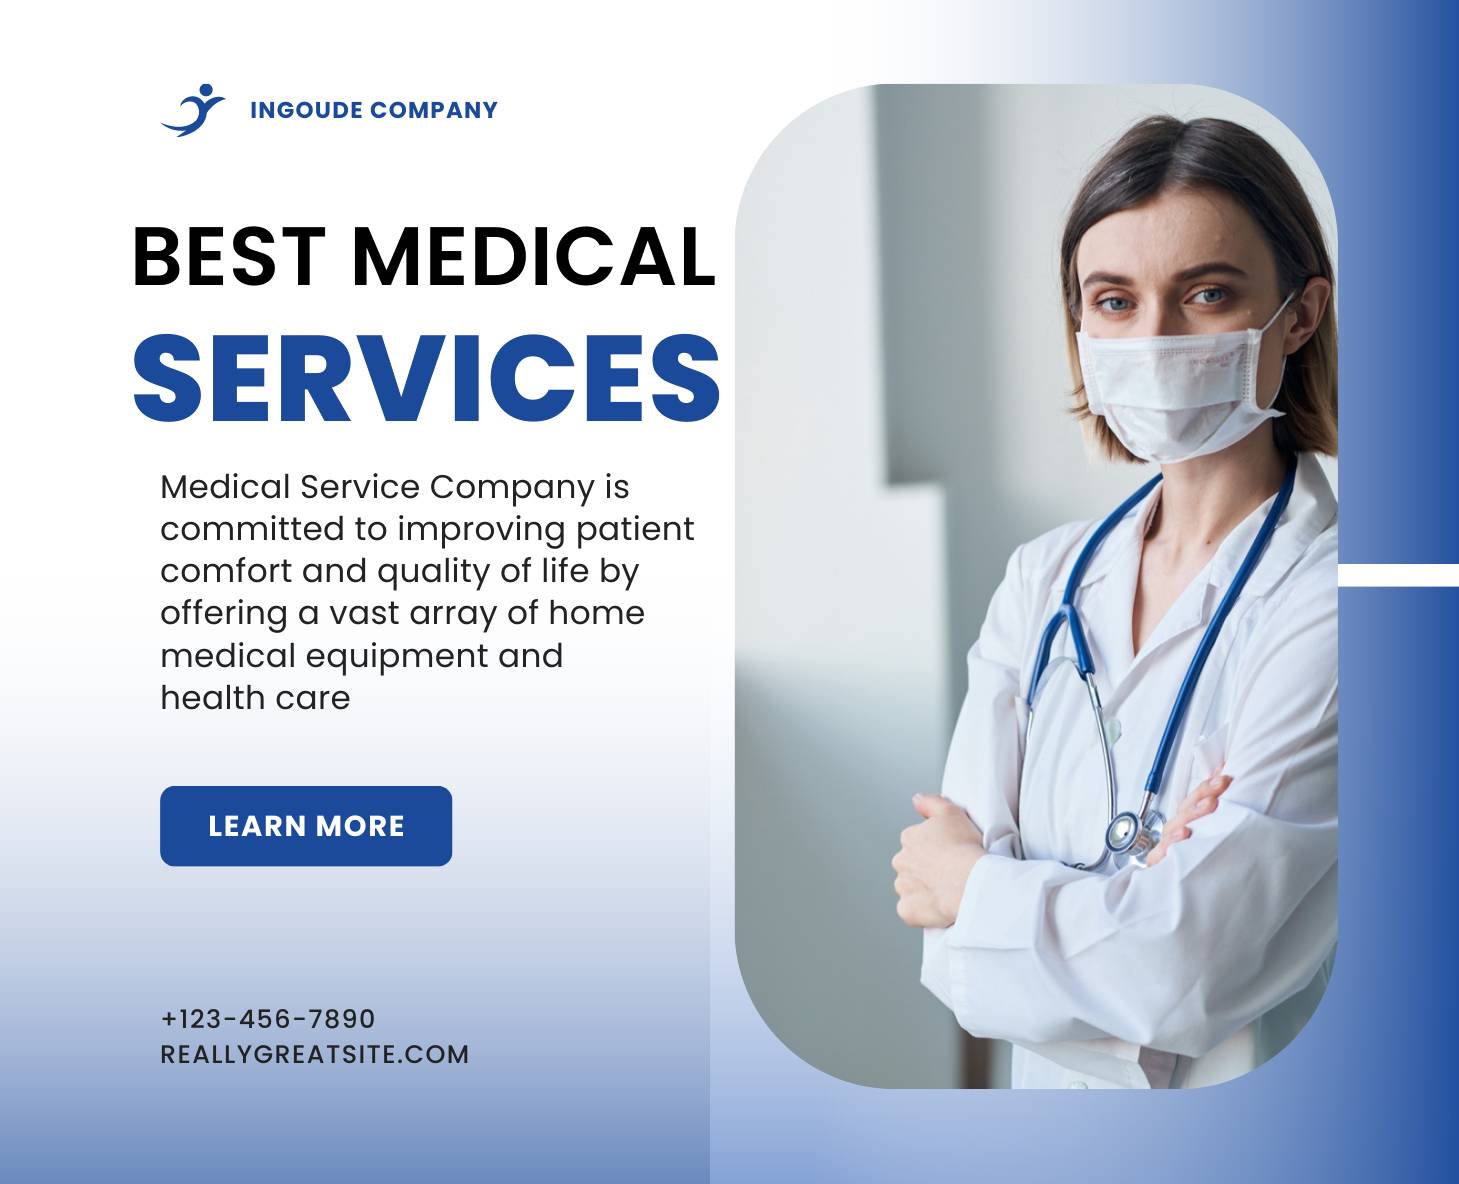 INGOUDE COMPANY
BEST MEDICAL
SERVICES
Medical Service Company is
committed to improving patient
comfort and quality of life by
offering a vast array of home
medical equipment and
health care
LEARN MORE
+123-456-7890
REALLYGREATSITE.COM